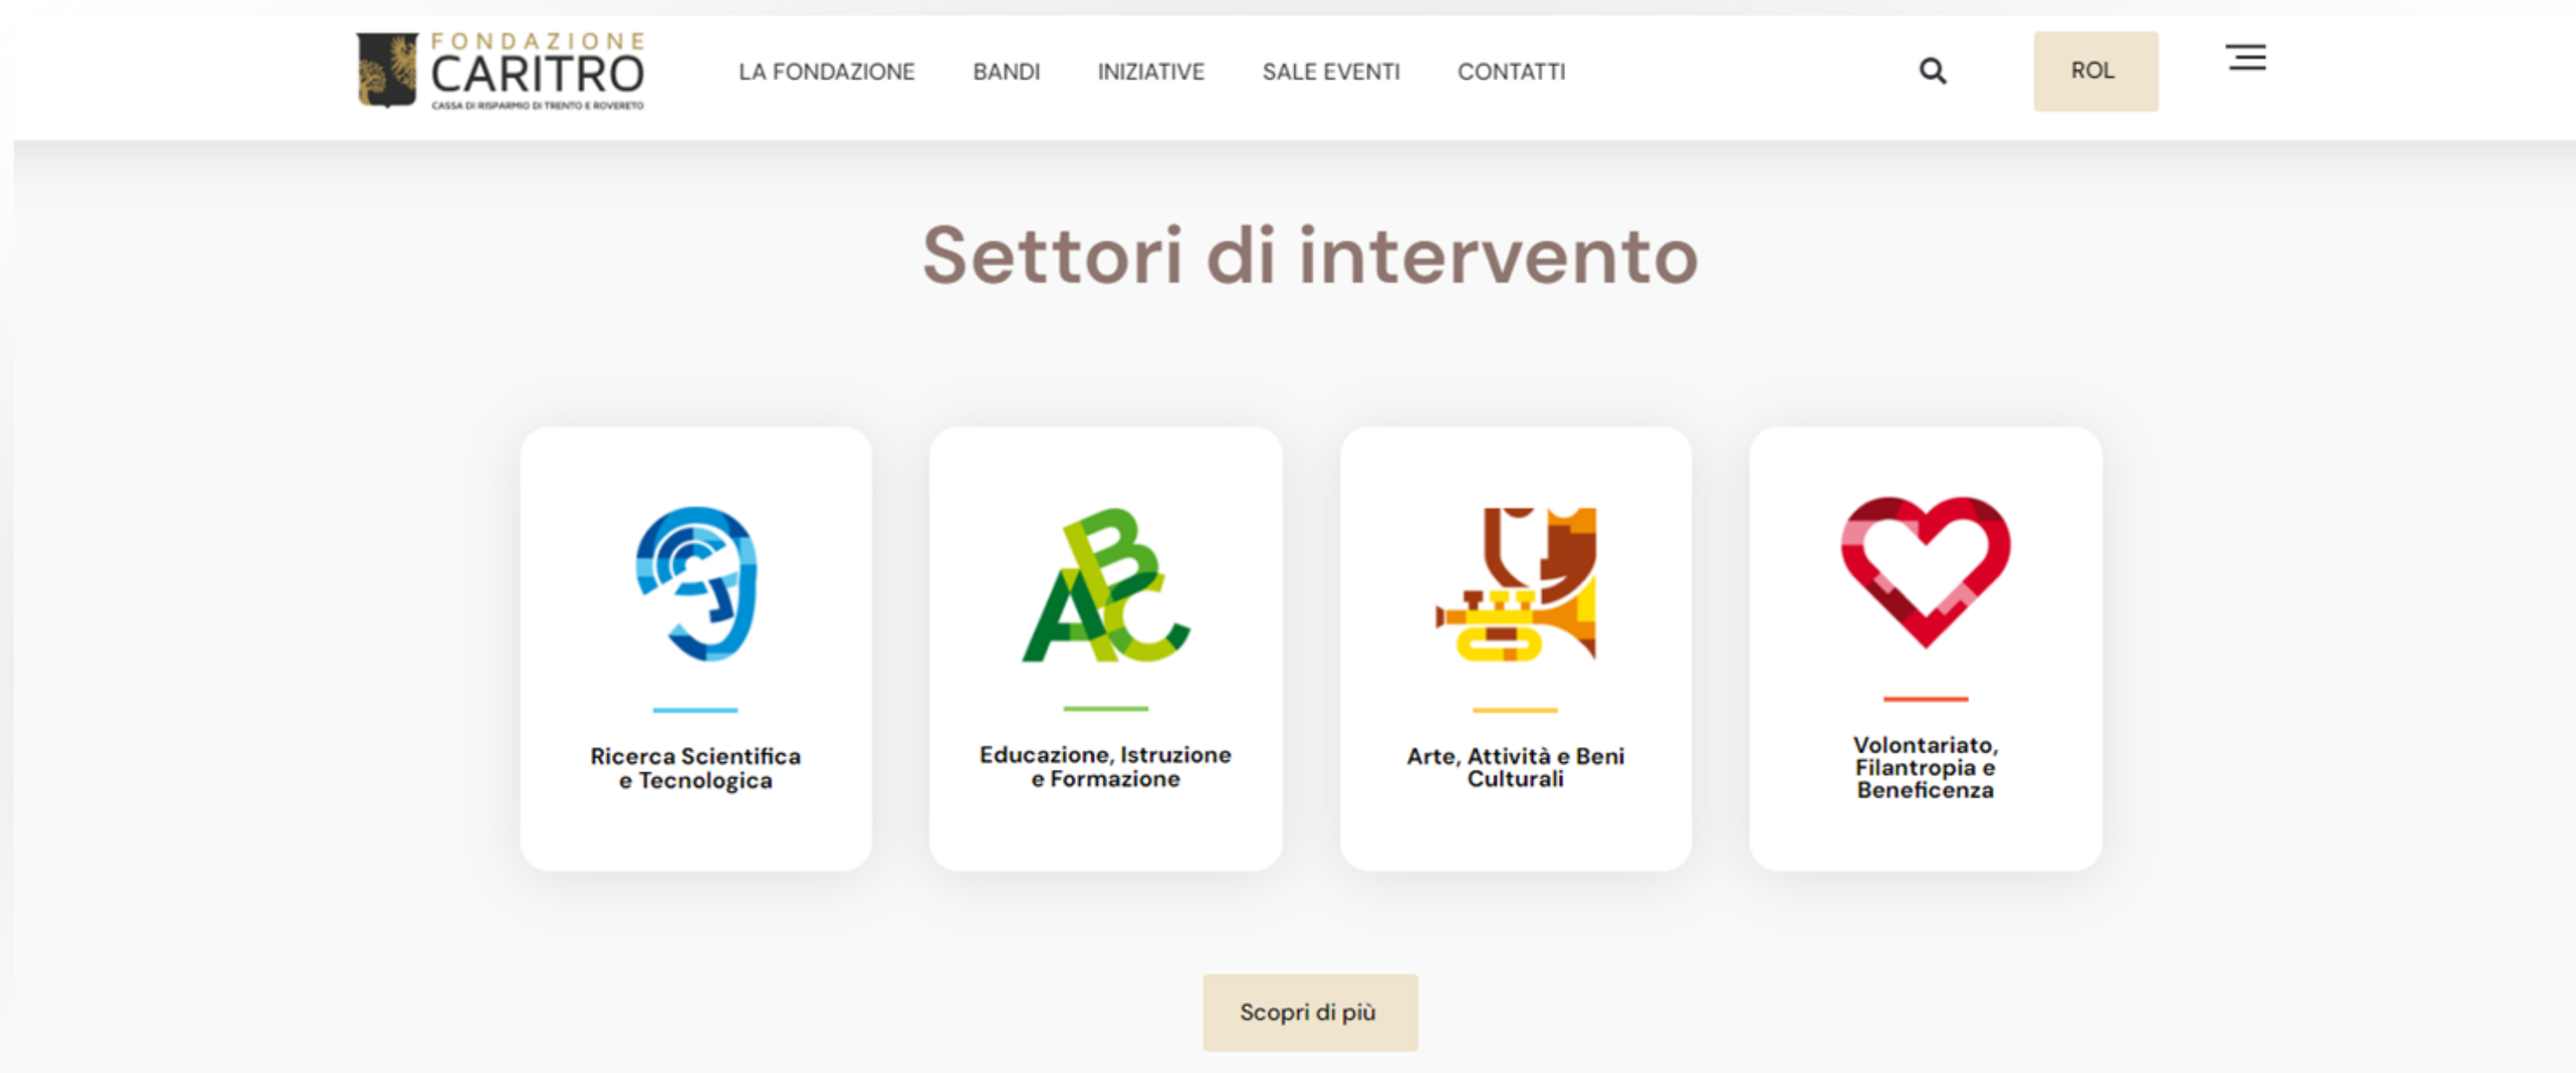 FONDAZIONE
CARITRO
CASSA DI RISPARMIO DI TRENTO E ROVERETO
LA FONDAZIONE
BANDI
INIZIATIVE
SALE EVENTI
CONTATTI
ROL
Settori di intervento
ABC
Ricerca Scientifica
e Tecnologica
Educazione, Istruzione
e Formazione
Arte, Attività e Beni
Culturali
Volontariato,
Filantropia e
Beneficenza
Scopri di più